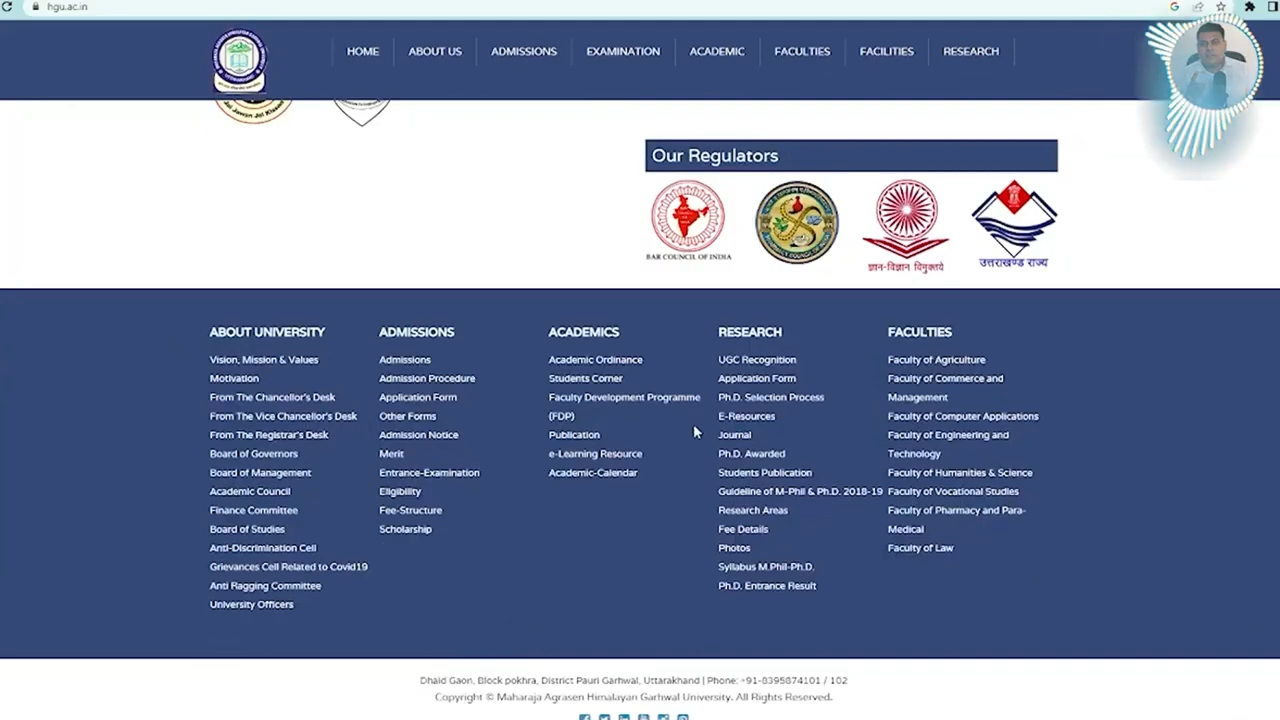 hgu.ac.in
HOME
ABOUT US
ADMISSIONS
EXAMINATION
ACADEMIC
FACULTIES
FACILITIES
RESEARCH
Jai Jawan Jai Kissan
Our Regulators
BAR COUNCIL OF INDIA
ज्ञान-विज्ञान विमुक्तये
उत्तराखण्ड राज्य
ABOUT UNIVERSITY
Vision, Mission & Values
Motivation
From The Chancellor's Desk
From The Vice Chancellor's Desk
From The Registrar's Desk
Board of Governors
Board of Management
Academic Council
Finance Committee
Board of Studies
Anti-Discrimination Cell
Grievances Cell Related to Covid19
Anti Ragging Committee
University Officers
ADMISSIONS
Admissions
Admission Procedure
Application Form
Other Forms
Admission Notice
Merit
Entrance-Examination
Eligibility
Fee-Structure
Scholarship
ACADEMICS
Academic Ordinance
Students Corner
Faculty Development Programme
(FDP)
Publication
e-Learning Resource
Academic-Calendar
RESEARCH
UGC Recognition
Application Form
Ph.D. Selection Process
E-Resources
Journal
Ph.D. Awarded
Students Publication
Guideline of M-Phil & Ph.D. 2018-19
Research Areas
Fee Details
Photos
Syllabus M.Phil-Ph.D.
Ph.D. Entrance Result
FACULTIES
Faculty of Agriculture
Faculty of Commerce and
Management
Faculty of Computer Applications
Faculty of Engineering and
Technology
Faculty of Humanities & Science
Faculty of Vocational Studies
Faculty of Pharmacy and Para-
Medical
Faculty of Law
Dhaid Gaon, Block pokhra, District Pauri Garhwal, Uttarakhand | Phone: +91-8395874101 / 102
Copyright © Maharaja Agrasen Himalayan Garhwal University. All Rights Reserved.